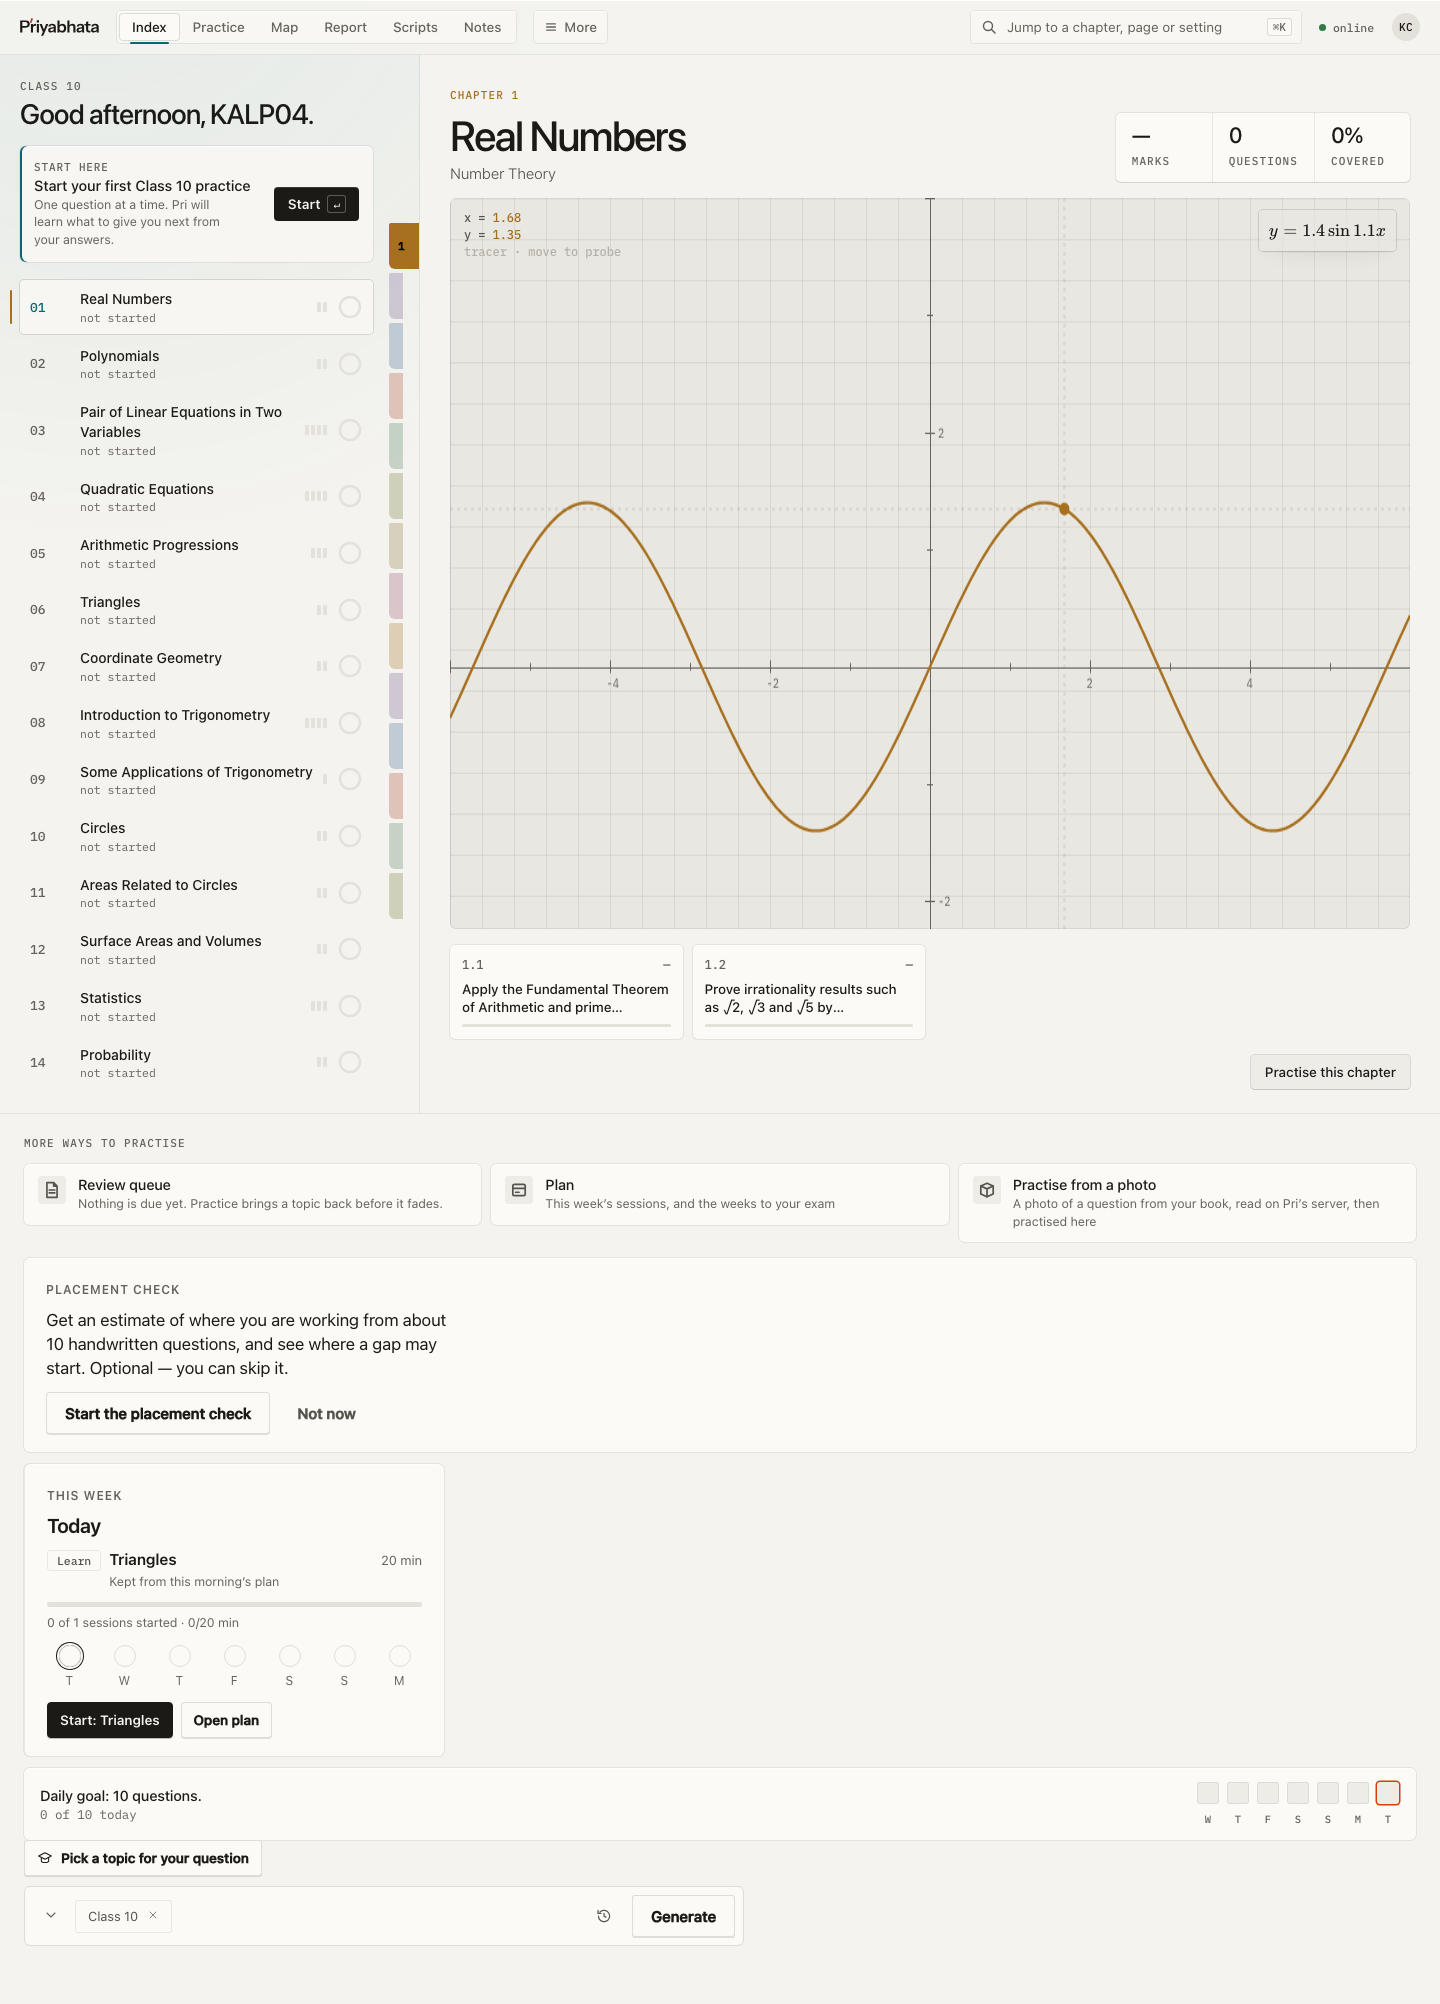 Priyabhata
Index
Practice
Map
Report
Scripts
Notes
More
Jump to a chapter, page or setting
⌘K
online
KC
CLASS 10
Good afternoon, KALP04.
START HERE
Start your first Class 10 practice
One question at a time. Pri will
learn what to give you next from
your answers.
Start ↵
1
01
Real Numbers
not started
02
Polynomials
not started
03
Pair of Linear Equations in Two
Variables
not started
04
Quadratic Equations
not started
05
Arithmetic Progressions
not started
06
Triangles
not started
07
Coordinate Geometry
not started
08
Introduction to Trigonometry
not started
09
Some Applications of Trigonometry
not started
10
Circles
not started
11
Areas Related to Circles
not started
12
Surface Areas and Volumes
not started
13
Statistics
not started
14
Probability
not started
CHAPTER 1
Real Numbers
Number Theory
—
MARKS
0
QUESTIONS
0%
COVERED
x = 1.68
y = 1.35
tracer · move to probe
y = 1.4 sin 1.1x
2
-4
-2
2
4
-2
1.1
—
Apply the Fundamental Theorem
of Arithmetic and prime…
1.2
—
Prove irrationality results such
as √2, √3 and √5 by…
Practise this chapter
MORE WAYS TO PRACTISE
Review queue
Nothing is due yet. Practice brings a topic back before it fades.
Plan
This week's sessions, and the weeks to your exam
Practise from a photo
A photo of a question from your book, read on Pri's server, then
practised here
PLACEMENT CHECK
Get an estimate of where you are working from about
10 handwritten questions, and see where a gap may
start. Optional — you can skip it.
Start the placement check
Not now
THIS WEEK
Today
Learn
Triangles
20 min
Kept from this morning's plan
0 of 1 sessions started · 0/20 min
T W T F S S M
Start: Triangles
Open plan
Daily goal: 10 questions.
0 of 10 today
W T F S S M T
Pick a topic for your question
Class 10 ×
Generate